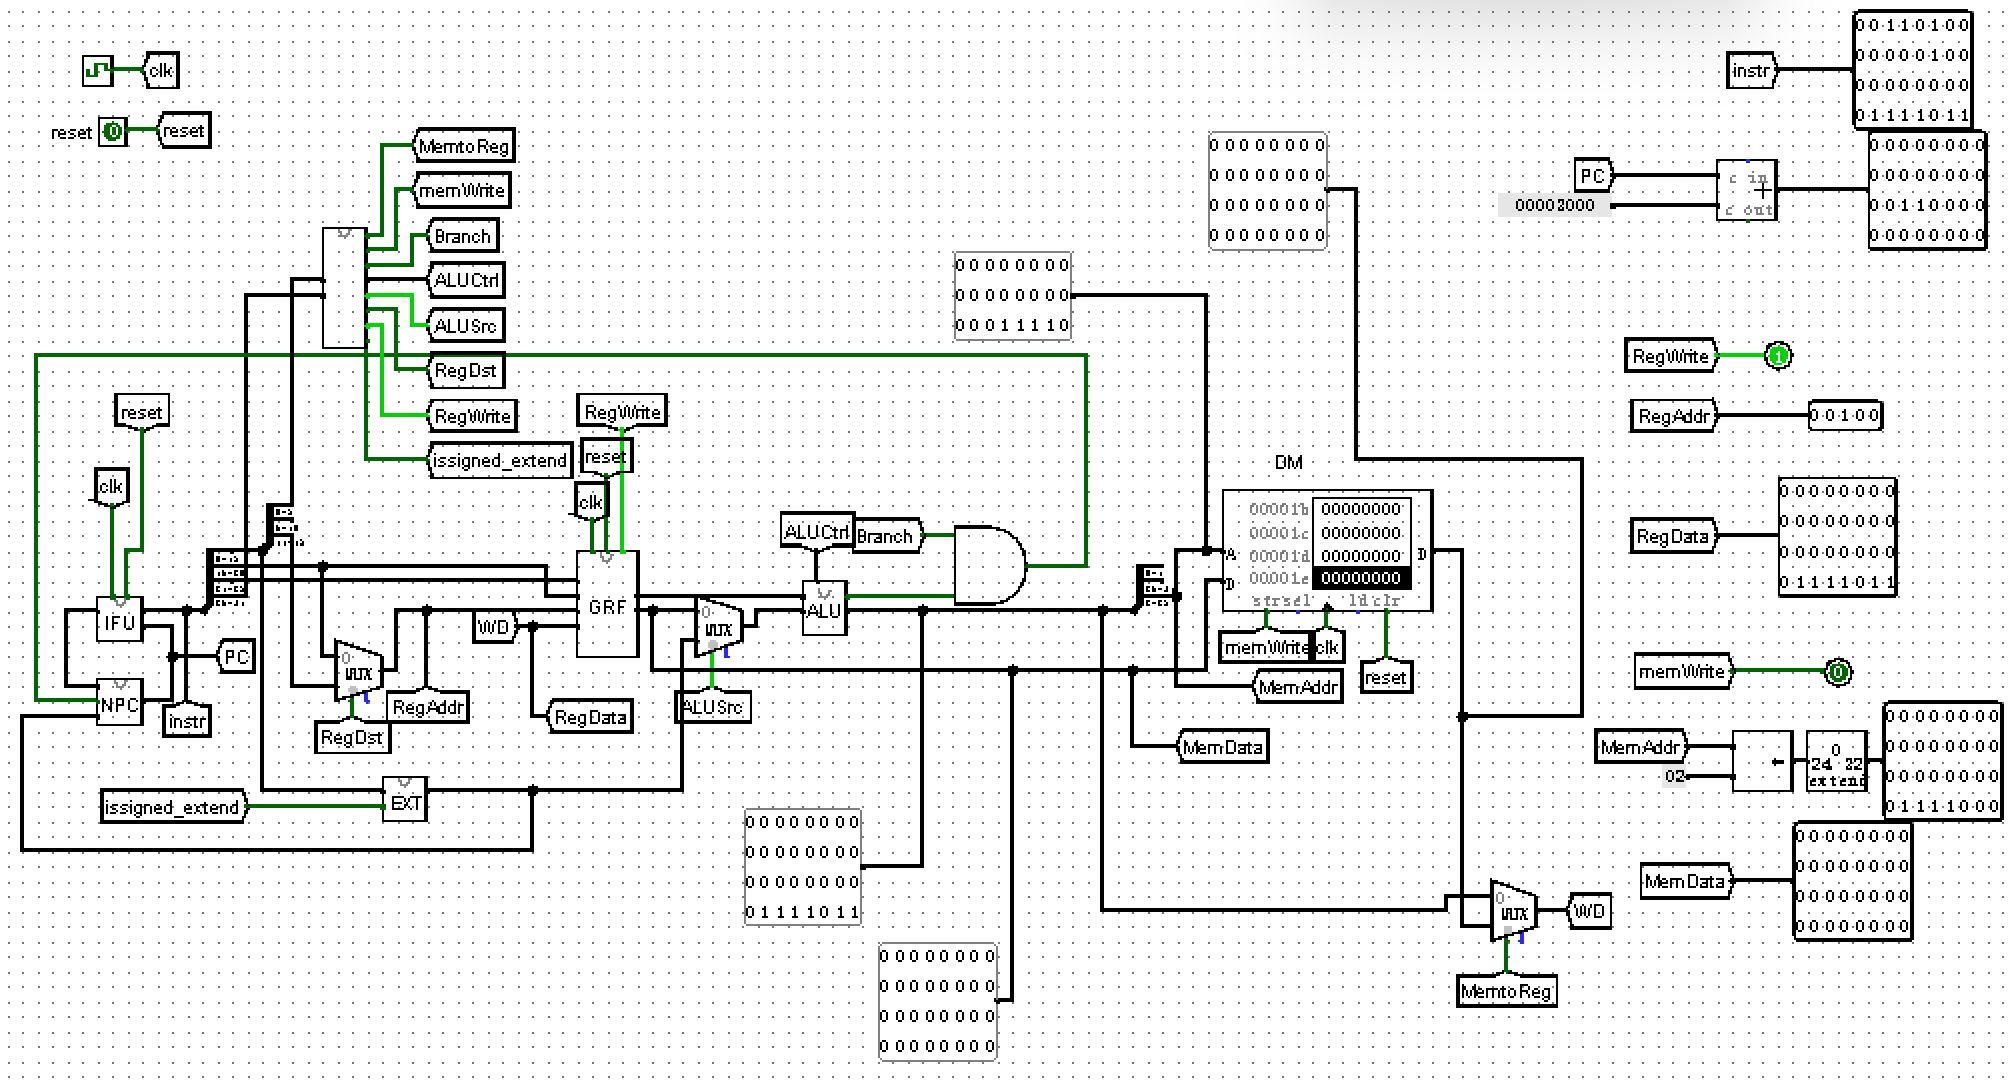 clk
reset
0
reset
MemtoReg
memWrite
Branch
ALUCtrl
ALUSrc
RegDst
RegWrite
issigned_extend
0 0 0 0 0 0 0 0
0 0 0 0 0 0 0 0
0 0 0 1 1 1 1 0
0 0 0 0 0 0 0 0
0 0 0 0 0 0 0 0
0 0 0 0 0 0 0 0
0 0 0 0 0 0 0 0
instr
0 0 1 1 0 1 0 0
0 0 0 0 0 1 0 0
0 0 0 0 0 0 0 0
0 1 1 1 1 0 1 1
PC
00003000
c in
c out
0 0 0 0 0 0 0 0
0 0 0 0 0 0 0 0
0 0 1 1 0 0 0 0
0 0 0 0 0 0 0 0
RegWrite
1
RegAddr
0 0 1 0 0
RegData
0 0 0 0 0 0 0 0
0 0 0 0 0 0 0 0
0 0 0 0 0 0 0 0
0 1 1 1 1 0 1 1
memWrite
0
MemAddr
02
0
24 32
extend
0 0 0 0 0 0 0 0
0 0 0 0 0 0 0 0
0 0 0 0 0 0 0 0
0 1 1 1 1 0 0 0
MemData
0 0 0 0 0 0 0 0
0 0 0 0 0 0 0 0
0 0 0 0 0 0 0 0
0 0 0 0 0 0 0 0
reset
clk
IFU
NPC
PC
instr
0
MUX
RegDst
RegAddr
RegWrite
reset
clk
GRF
WD
RegData
0
MUX
ALUSrc
ALUCtrl
Branch
ALU
issigned_extend
EXT
DM
00001b 00000000
00001c 00000000
00001d 00000000
00001e 00000000
A
D
D
str sel
ld clr
memWrite
clk
reset
MemAddr
MemData
0 0 0 0 0 0 0 0
0 0 0 0 0 0 0 0
0 0 0 0 0 0 0 0
0 1 1 1 1 0 1 1
0 0 0 0 0 0 0 0
0 0 0 0 0 0 0 0
0 0 0 0 0 0 0 0
0 0 0 0 0 0 0 0
0
MUX
WD
MemtoReg